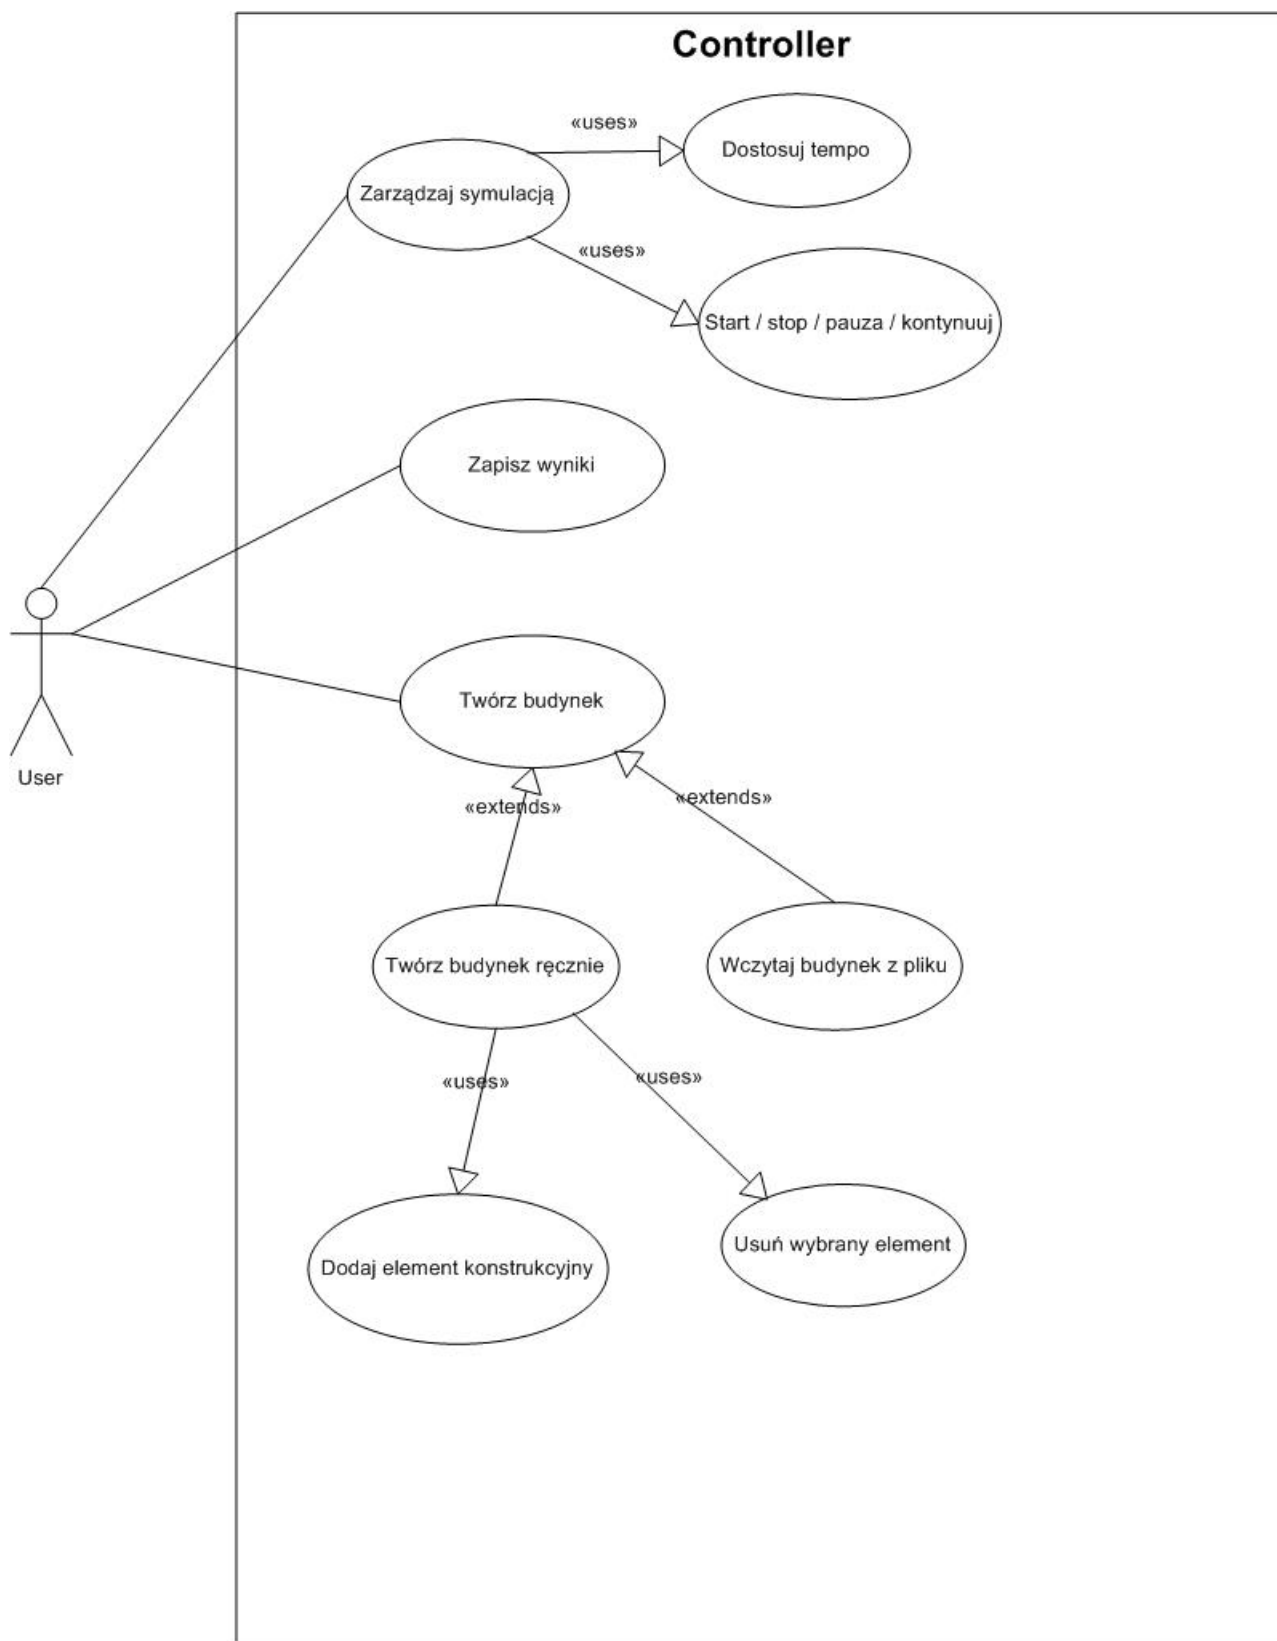 Controller
«uses»
Dostosuj tempo
Zarządzaj symulacją
«uses»
Start / stop / pauza / kontynuuj
Zapisz wyniki
Twórz budynek
User
«extends»
«extends»
Twórz budynek ręcznie
Wczytaj budynek z pliku
«uses»
«uses»
Dodaj element konstrukcyjny
Usuń wybrany element